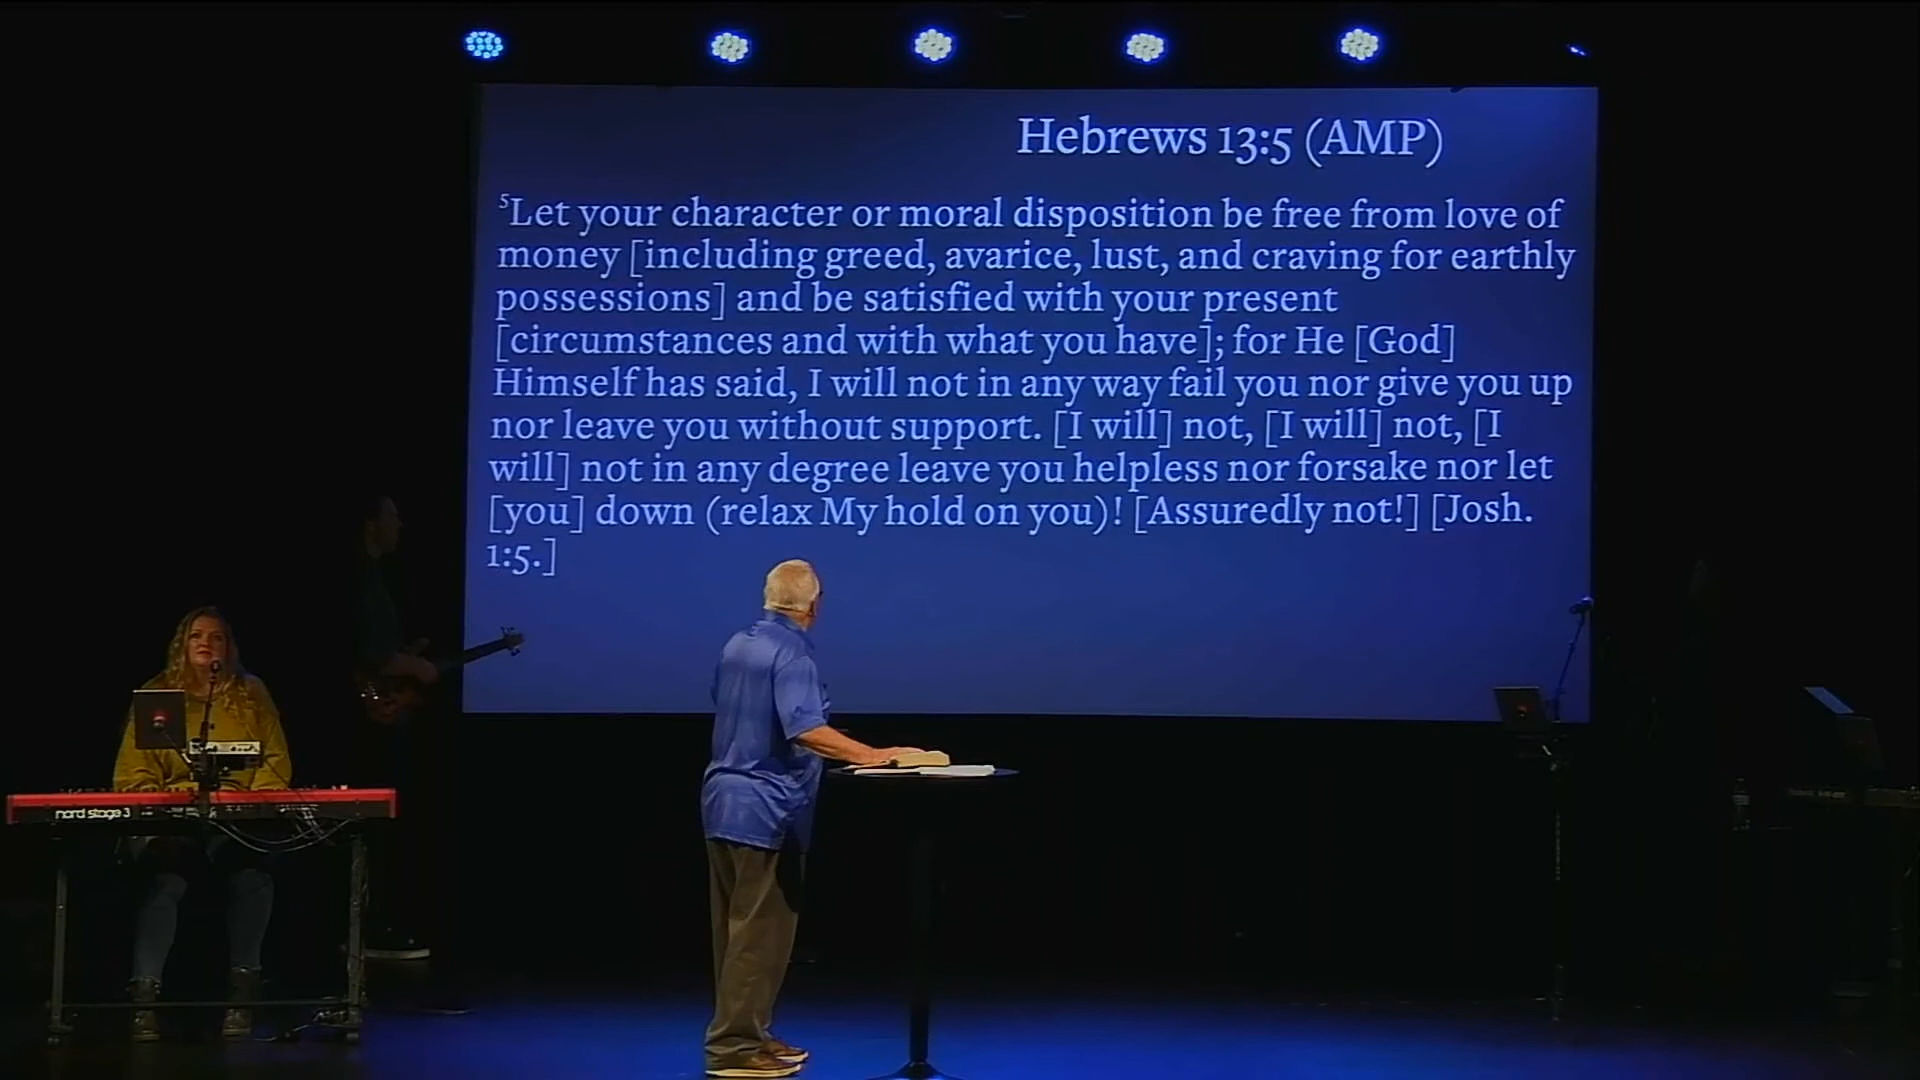 Hebrews 13:5 (AMP)
⁵Let your character or moral disposition be free from love of
money [including greed, avarice, lust, and craving for earthly
possessions] and be satisfied with your present
[circumstances and with what you have]; for He [God]
Himself has said, I will not in any way fail you nor give you up
nor leave you without support. [I will] not, [I will] not, [I
will] not in any degree leave you helpless nor forsake nor let
[you] down (relax My hold on you)! [Assuredly not!] [Josh.
1:5.]
nord stage 3